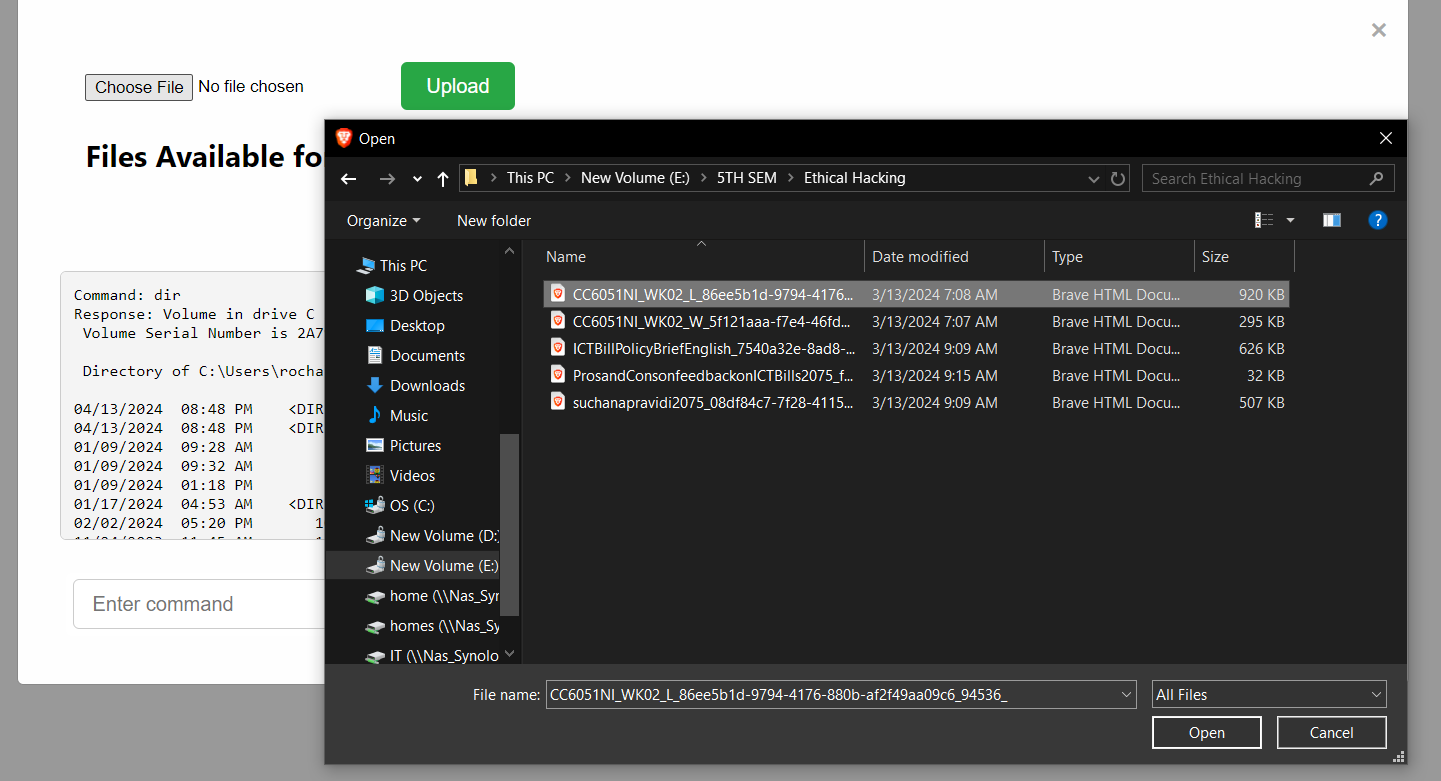 ×
Choose File No file chosen
Upload
Files Available fo
Command: dir
Response: Volume in drive C
Volume Serial Number is 2A7
Directory of C:\Users\rocha
04/13/2024 08:48 PM <DIR
04/13/2024 08:48 PM <DIR
01/09/2024 09:28 AM
01/09/2024 09:32 AM
01/09/2024 01:18 PM
01/17/2024 04:53 AM <DIR
02/02/2024 05:20 PM 1
Enter command
Open
This PC > New Volume (E:) > 5TH SEM > Ethical Hacking
Search Ethical Hacking
Organize New folder
?
This PC
3D Objects
Desktop
Documents
Downloads
Music
Pictures
Videos
OS (C:)
New Volume (D:)
New Volume (E:)
home (\\Nas_Syn
homes (\\Nas_Sy
IT (\\Nas_Synolo
Name Date modified Type Size
CC6051NI_WK02_L_86ee5b1d-9794-4176... 3/13/2024 7:08 AM Brave HTML Docu... 920 KB
CC6051NI_WK02_W_5f121aaa-f7e4-46fd... 3/13/2024 7:07 AM Brave HTML Docu... 295 KB
ICTBillPolicyBriefEnglish_7540a32e-8ad8-... 3/13/2024 9:09 AM Brave HTML Docu... 626 KB
ProsandConsonfeedbackonICTBills2075_f... 3/13/2024 9:15 AM Brave HTML Docu... 32 KB
suchanapravidi2075_08df84c7-7f28-4115... 3/13/2024 9:09 AM Brave HTML Docu... 507 KB
File name: CC6051NI_WK02_L_86ee5b1d-9794-4176-880b-af2f49aa09c6_94536_
All Files
Open Cancel